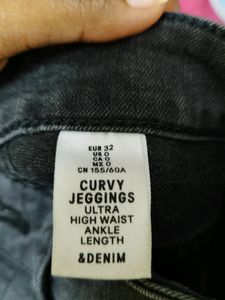 EUR 32
US 0
CA 0
MX 0
CN 155/60A
CURVY
JEGGINGS
ULTRA
HIGH WAIST
ANKLE
LENGTH
&DENIM